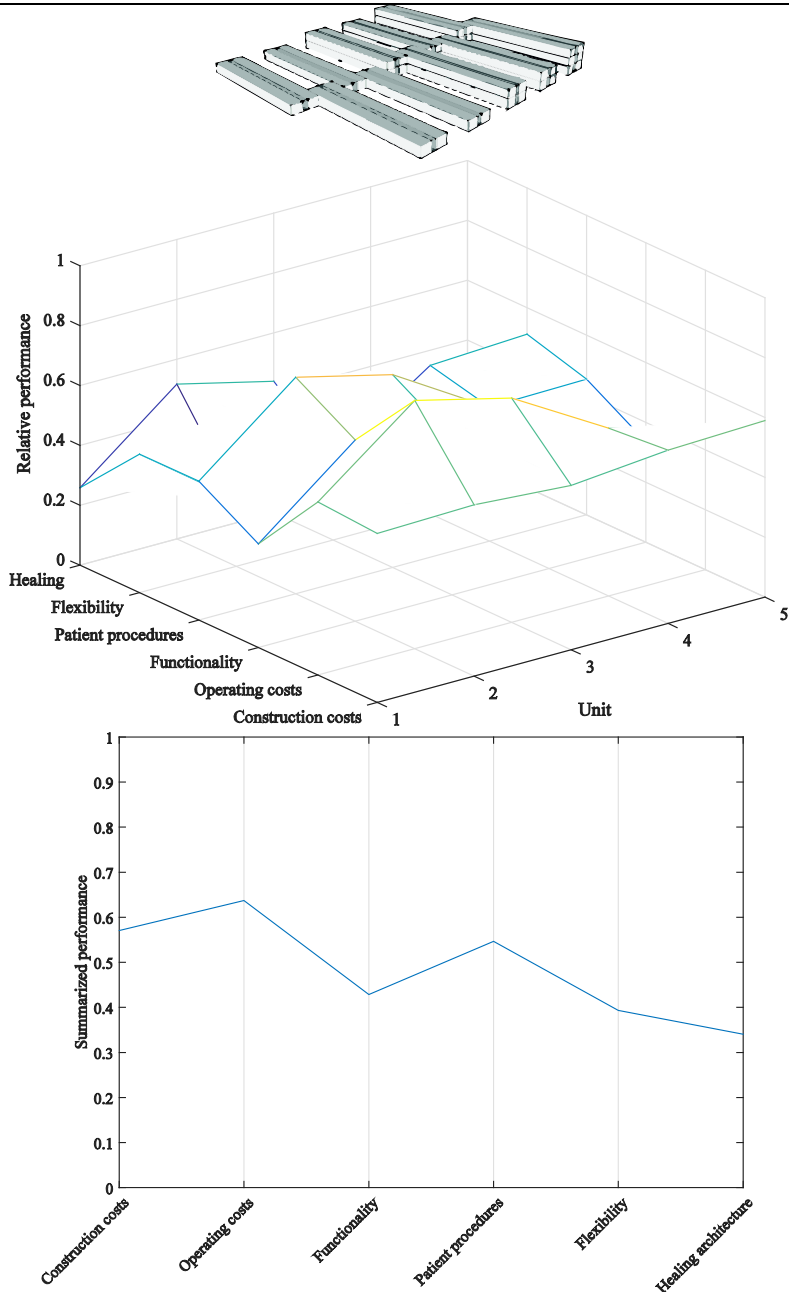 1
0.8
0.6
0.4
0.2
0
Relative performance
Healing
Flexibility
Patient procedures
Functionality
Operating costs
Construction costs
1
2
3
4
5
Unit
1
0.9
0.8
0.7
0.6
0.5
0.4
0.3
0.2
0.1
0
Summarized performance
Construction costs
Operating costs
Functionality
Patient procedures
Flexibility
Healing architecture